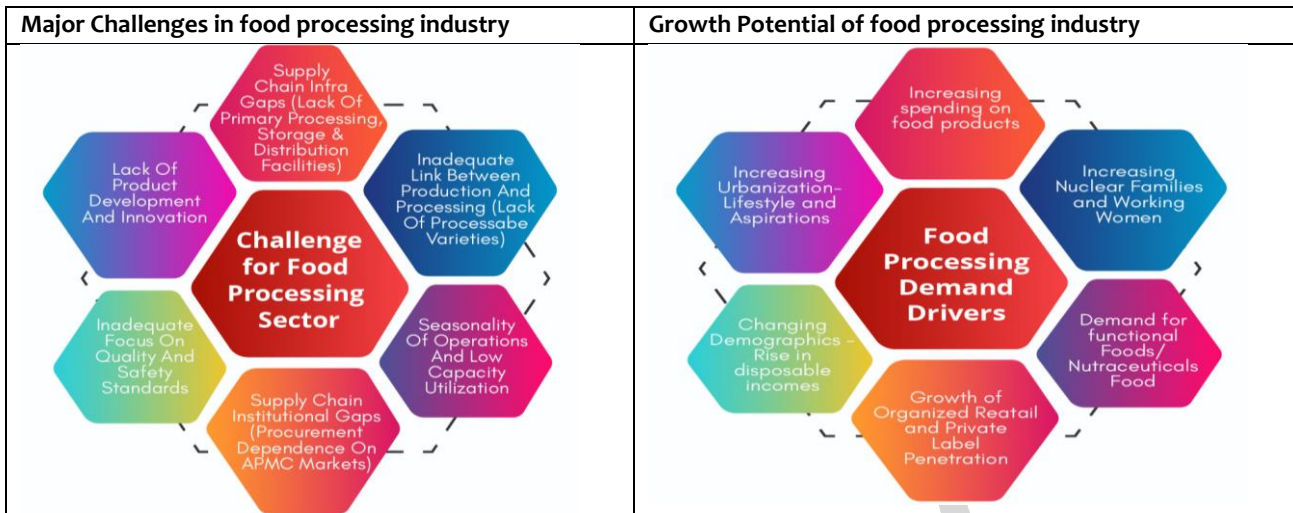 Major Challenges in food processing industry
Growth Potential of food processing industry
Supply
Chain Infra
Gaps (Lack Of
Primary Processing,
Storage &
Distribution
Facilities)
Inadequate
Link Between
Production And
Processing (Lack
Of Processabe
Varieties)
Seasonality
Of Operations
And Low
Capacity
Utilization
Supply Chain
Institutional Gaps
(Procurement
Dependence On
APMC Markets)
Inadequate
Focus On
Quality And
Safety
Standards
Lack Of
Product
Development
And Innovation
Challenge
for Food
Processing
Sector
Increasing
spending on
food products
Increasing
Nuclear Families
and Working
Women
Demand for
functional
Foods/
Nutraceuticals
Food
Growth of
Organized Reatail
and Private
Label
Penetration
Changing
Demographics –
Rise in
disposable
incomes
Increasing
Urbanization–
Lifestyle and
Aspirations
Food
Processing
Demand
Drivers